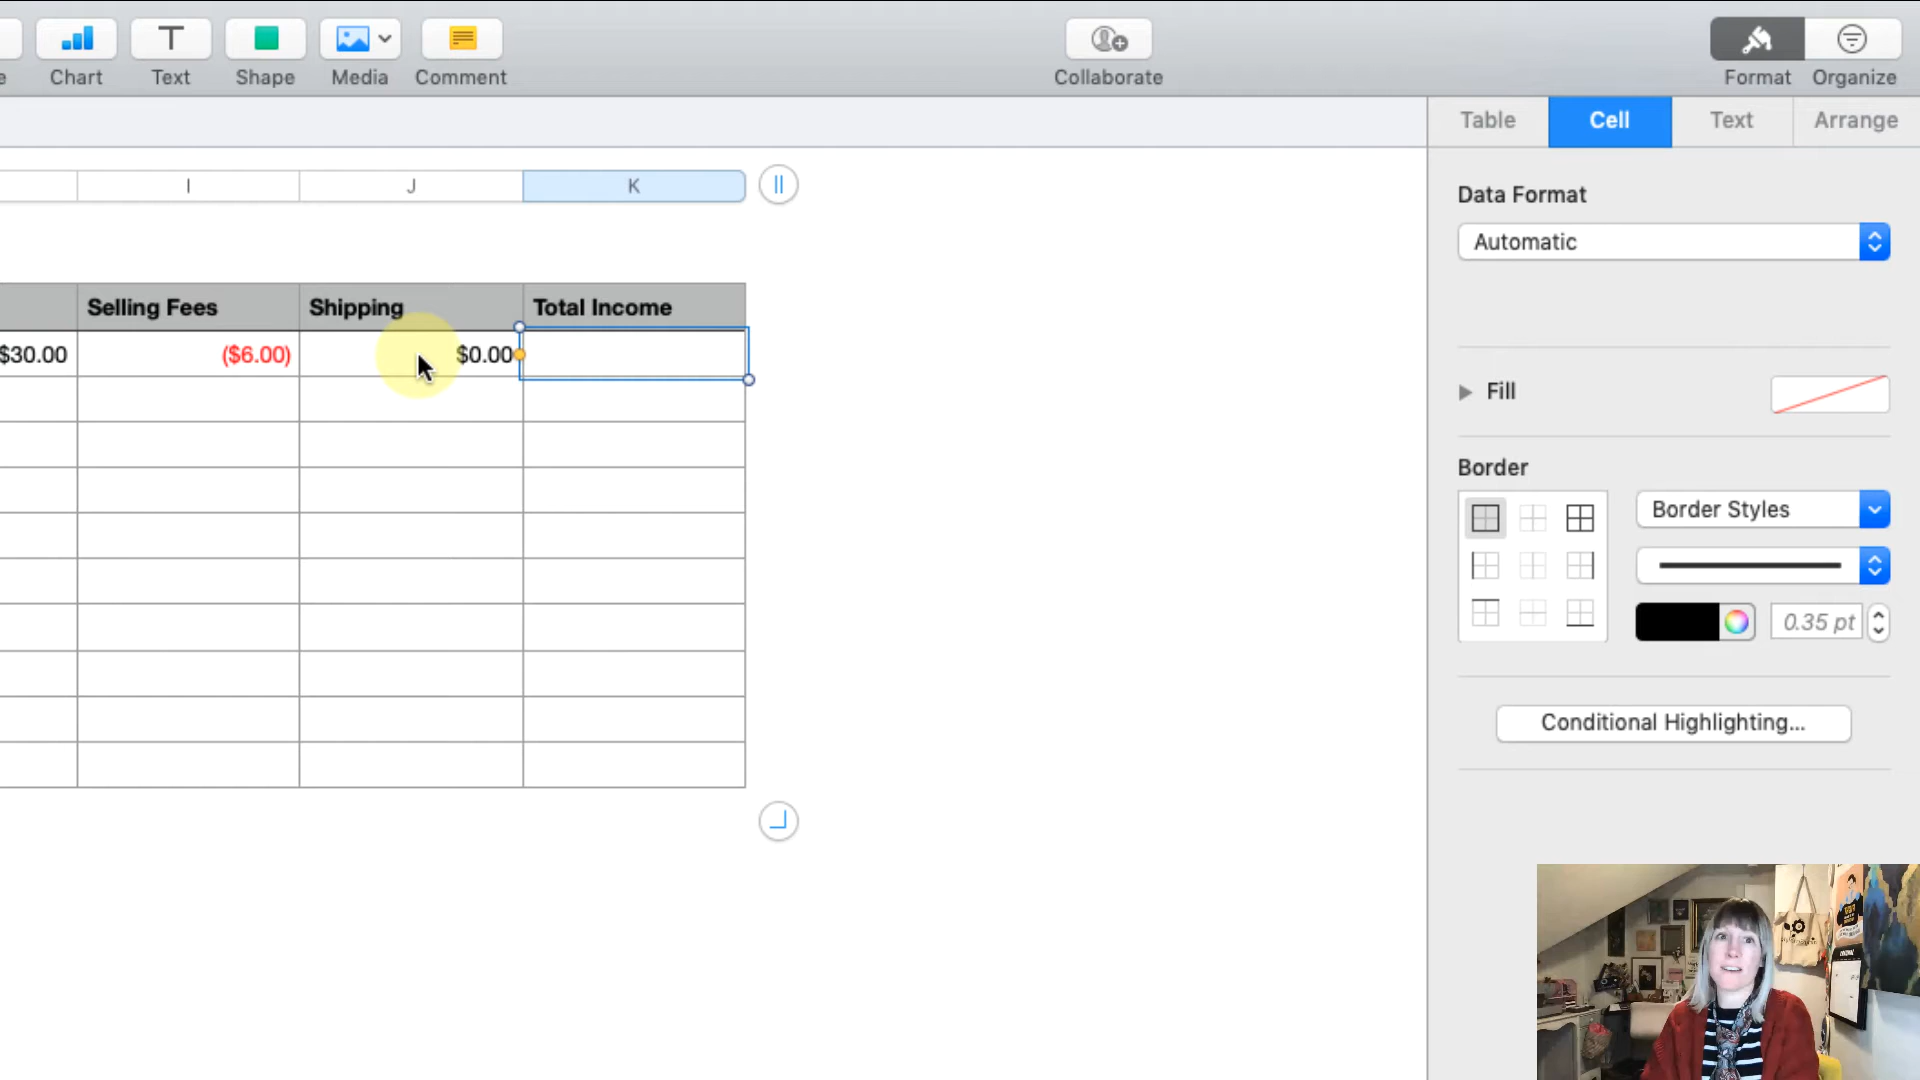 e Chart Text Shape Media Comment Collaborate Format Organize
Table Cell Text Arrange
I J K
Data Format
Automatic
Selling Fees Shipping Total Income
$30.00 ($6.00) $0.00
Fill
Border
Border Styles
0.35 pt
Conditional Highlighting...